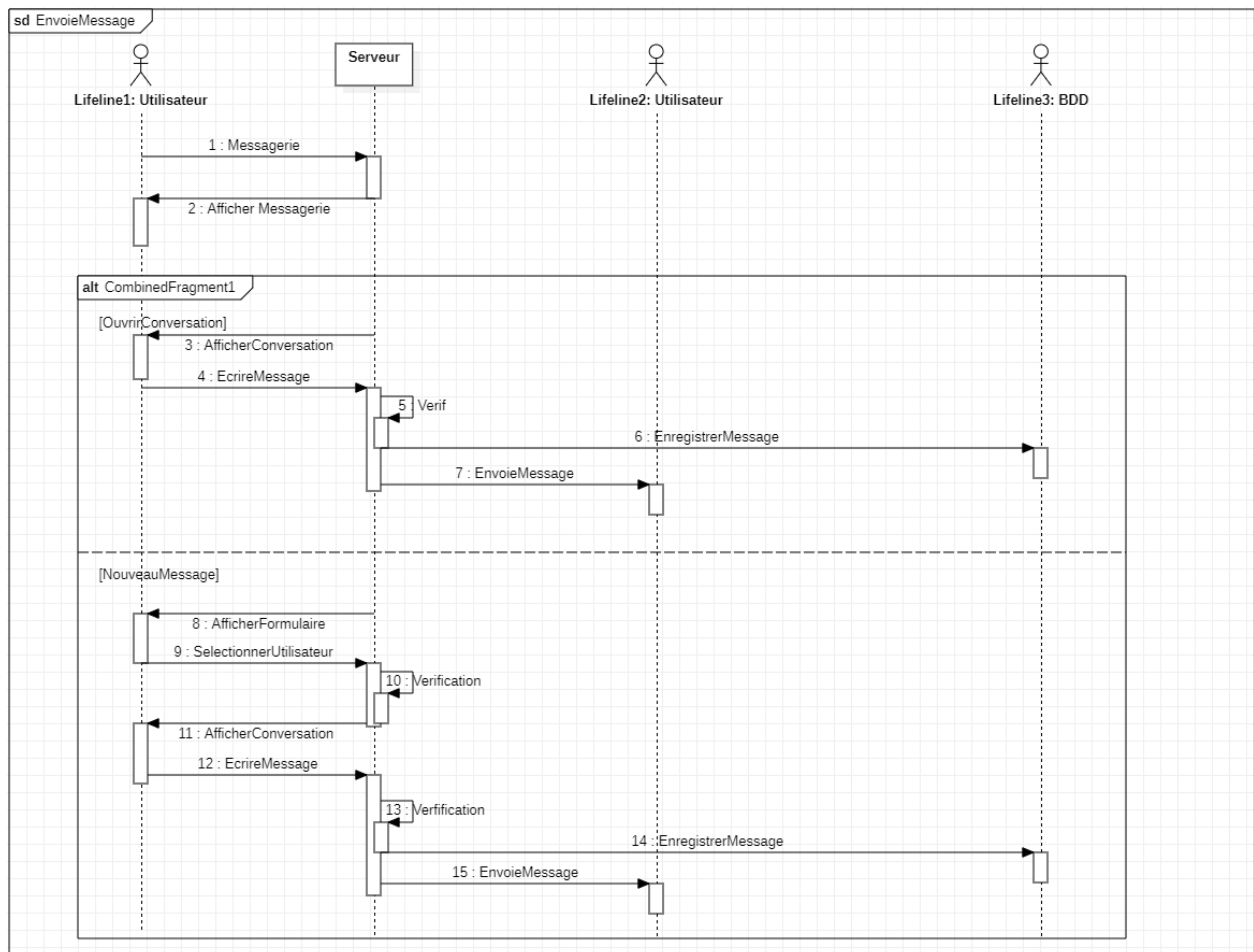 sd EnvoieMessage
Serveur
Lifeline1: Utilisateur
Lifeline2: Utilisateur
Lifeline3: BDD
1 : Messagerie
2 : Afficher Messagerie
alt CombinedFragment1
[OuvrirConversation]
3 : AfficherConversation
4 : EcrireMessage
5 : Verif
6 : EnregistrerMessage
7 : EnvoieMessage
[NouveauMessage]
8 : AfficherFormulaire
9 : SelectionnerUtilisateur
10 : Verification
11 : AfficherConversation
12 : EcrireMessage
13 : Verfification
14 : EnregistrerMessage
15 : EnvoieMessage